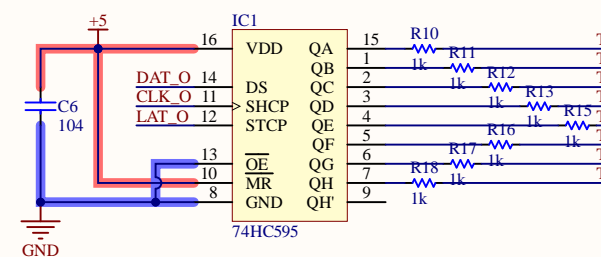 +5
IC1
16 VDD QA 15 R10
1k
QB 1 R11
1k
DAT_O 14 DS QC 2 R12
1k
CLK_O 11 SHCP QD 3 R13
1k
LAT_O 12 STCP QE 4 R15
1k
QF 5 R16
1k
13 OE QG 6 R17
1k
10 MR QH 7 R18
1k
8 GND QH' 9
C6
104
GND
74HC595